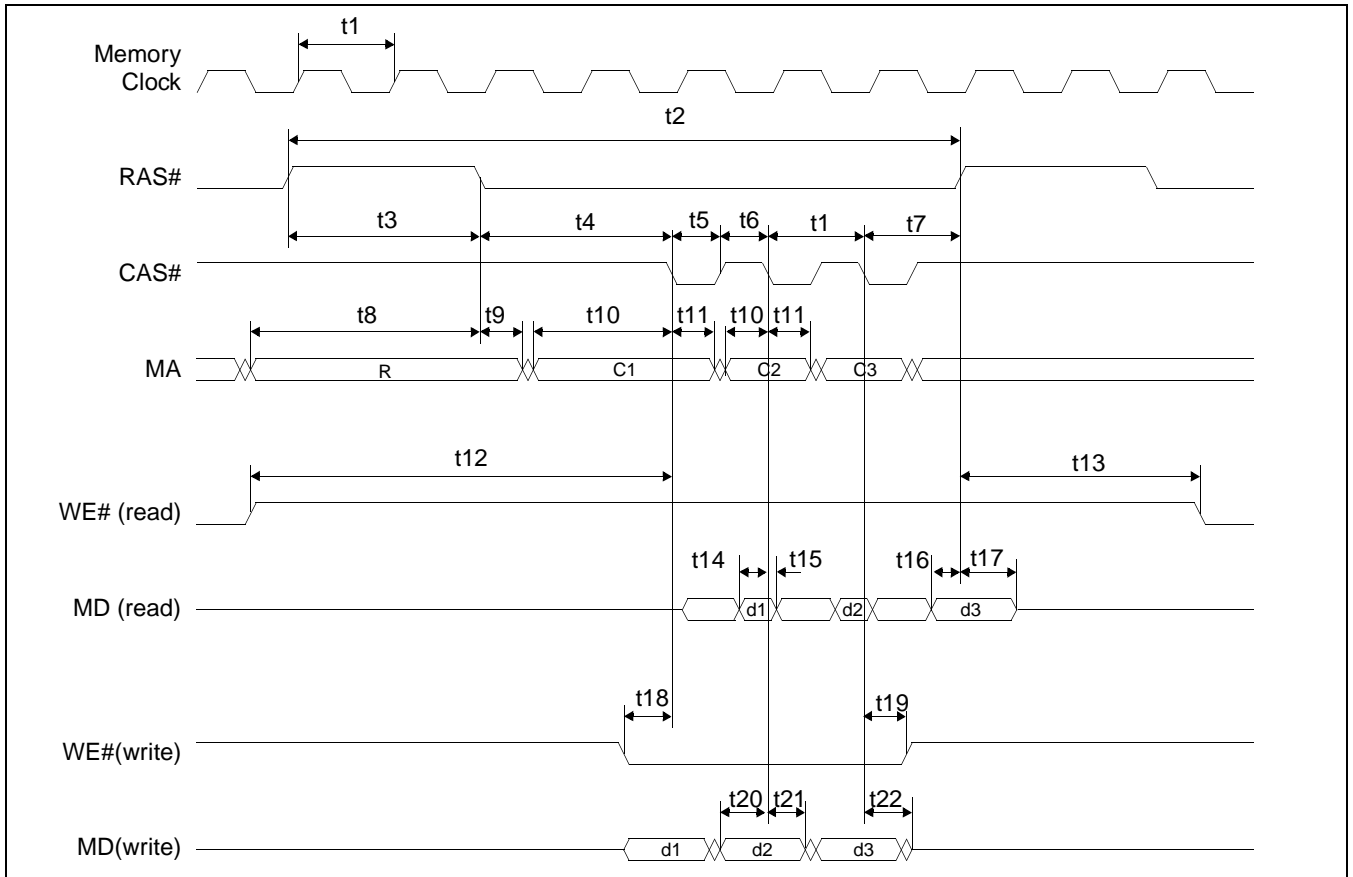 t1
Memory
Clock
t2
RAS#
t3 t4 t5 t6 t1 t7
CAS#
t8 t9 t10 t11 t10 t11
MA R C1 C2 C3
t12 t13
WE# (read)
t14 t15 t16 t17
MD (read) d1 d2 d3
t18 t19
WE#(write)
t20 t21 t22
MD(write) d1 d2 d3